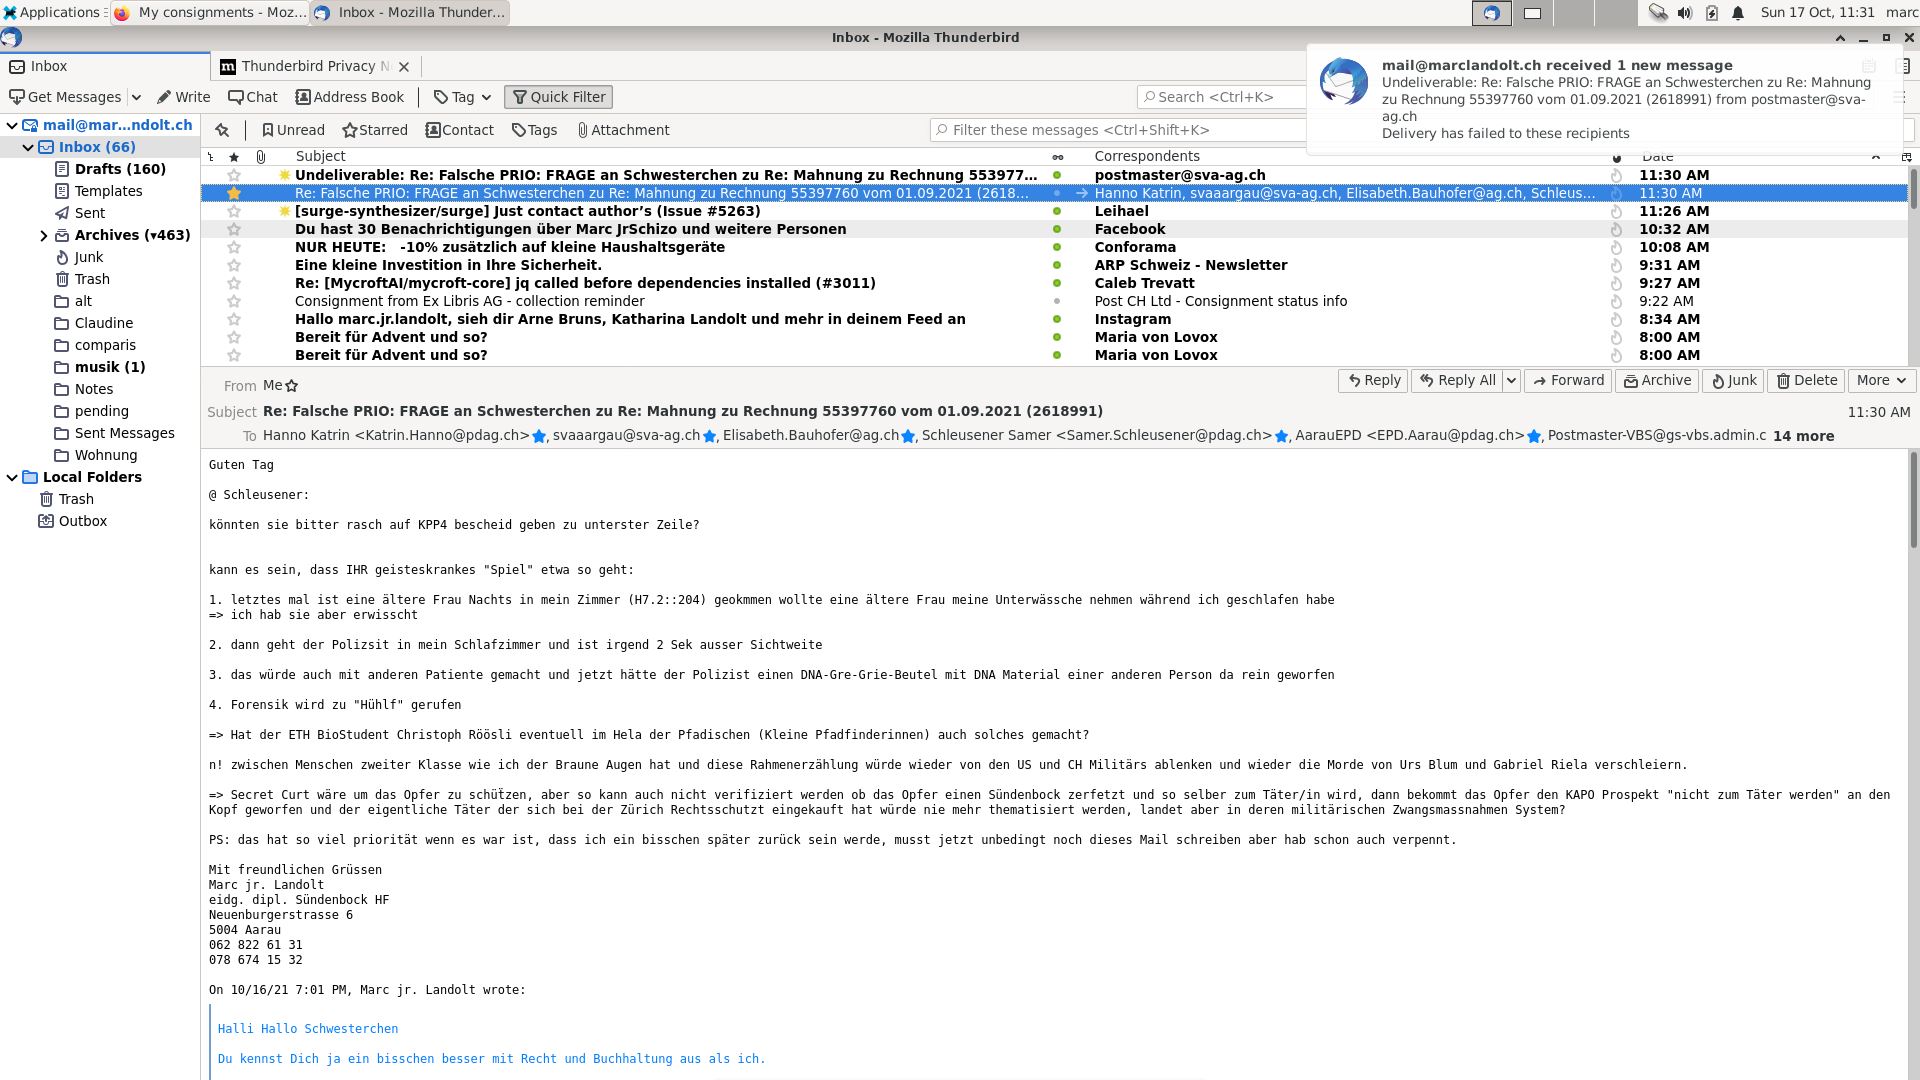 Applications
My consignments - Moz...
Inbox - Mozilla Thunder...
Sun 17 Oct, 11:31
marc
Inbox - Mozilla Thunderbird
Inbox
Thunderbird Privacy N
mail@marclandolt.ch received 1 new message
Undeliverable: Re: Falsche PRIO: FRAGE an Schwesterchen zu Re: Mahnung
zu Rechnung 55397760 vom 01.09.2021 (2618991) from postmaster@sva-
ag.ch
Delivery has failed to these recipients
Get Messages
Write
Chat
Address Book
Tag
Quick Filter
Search <Ctrl+K>
Unread
Starred
Contact
Tags
Attachment
Filter these messages <Ctrl+Shift+K>
mail@mar...ndolt.ch
Inbox (66)
Drafts (160)
Templates
Sent
Archives (▾463)
Junk
Trash
alt
Claudine
comparis
musik (1)
Notes
pending
Sent Messages
Wohnung
Local Folders
Trash
Outbox
Subject Correspondents Date
Undeliverable: Re: Falsche PRIO: FRAGE an Schwesterchen zu Re: Mahnung zu Rechnung 553977... postmaster@sva-ag.ch 11:30 AM
Re: Falsche PRIO: FRAGE an Schwesterchen zu Re: Mahnung zu Rechnung 55397760 vom 01.09.2021 (2618... Hanno Katrin, svaaargau@sva-ag.ch, Elisabeth.Bauhofer@ag.ch, Schleus... 11:30 AM
[surge-synthesizer/surge] Just contact author’s (Issue #5263) Leihael 11:26 AM
Du hast 30 Benachrichtigungen über Marc JrSchizo und weitere Personen Facebook 10:32 AM
NUR HEUTE: -10% zusätzlich auf kleine Haushaltsgeräte Conforama 10:08 AM
Eine kleine Investition in Ihre Sicherheit. ARP Schweiz - Newsletter 9:31 AM
Re: [MycroftAI/mycroft-core] jq called before dependencies installed (#3011) Caleb Trevatt 9:27 AM
Consignment from Ex Libris AG - collection reminder Post CH Ltd - Consignment status info 9:22 AM
Hallo marc.jr.landolt, sieh dir Arne Bruns, Katharina Landolt und mehr in deinem Feed an Instagram 8:34 AM
Bereit für Advent und so? Maria von Lovox 8:00 AM
Bereit für Advent und so? Maria von Lovox 8:00 AM
From Me
Reply
Reply All
Forward
Archive
Junk
Delete
More
Subject Re: Falsche PRIO: FRAGE an Schwesterchen zu Re: Mahnung zu Rechnung 55397760 vom 01.09.2021 (2618991) 11:30 AM
To Hanno Katrin <Katrin.Hanno@pdag.ch>, svaaargau@sva-ag.ch, Elisabeth.Bauhofer@ag.ch, Schleusener Samer <Samer.Schleusener@pdag.ch>, AarauEPD <EPD.Aarau@pdag.ch>, Postmaster-VBS@gs-vbs.admin.c 14 more
Guten Tag
@ Schleusener:
könnten sie bitter rasch auf KPP4 bescheid geben zu unterster Zeile?
kann es sein, dass IHR geisteskrankes "Spiel" etwa so geht:
1. letztes mal ist eine ältere Frau Nachts in mein Zimmer (H7.2::204) geokmmen wollte eine ältere Frau meine Unterwässche nehmen während ich geschlafen habe
=> ich hab sie aber erwisscht
2. dann geht der Polizsit in mein Schlafzimmer und ist irgend 2 Sek ausser Sichtweite
3. das würde auch mit anderen Patiente gemacht und jetzt hätte der Polizist einen DNA-Gre-Grie-Beutel mit DNA Material einer anderen Person da rein geworfen
4. Forensik wird zu "Hühlf" gerufen
=> Hat der ETH BioStudent Christoph Röösli eventuell im Hela der Pfadischen (Kleine Pfadfinderinnen) auch solches gemacht?
n! zwischen Menschen zweiter Klasse wie ich der Braune Augen hat und diese Rahmenerzählung würde wieder von den US und CH Militärs ablenken und wieder die Morde von Urs Blum und Gabriel Riela verschleiern.
=> Secret Curt wäre um das Opfer zu schützen, aber so kann auch nicht verifiziert werden ob das Opfer einen Sündenbock zerfetzt und so selber zum Täter/in wird, dann bekommt das Opfer den KAPO Prospekt "nicht zum Täter werden" an den
Kopf geworfen und der eigentliche Täter der sich bei der Zürich Rechtsschutzt eingekauft hat würde nie mehr thematisiert werden, landet aber in deren militärischen Zwangsmassnahmen System?
PS: das hat so viel priorität wenn es war ist, dass ich ein bisschen später zurück sein werde, musst jetzt unbedingt noch dieses Mail schreiben aber hab schon auch verpennt.
Mit freundlichen Grüssen
Marc jr. Landolt
eidg. dipl. Sündenbock HF
Neuenburgerstrasse 6
5004 Aarau
062 822 61 31
078 674 15 32
On 10/16/21 7:01 PM, Marc jr. Landolt wrote:
Halli Hallo Schwesterchen
Du kennst Dich ja ein bisschen besser mit Recht und Buchhaltung aus als ich.